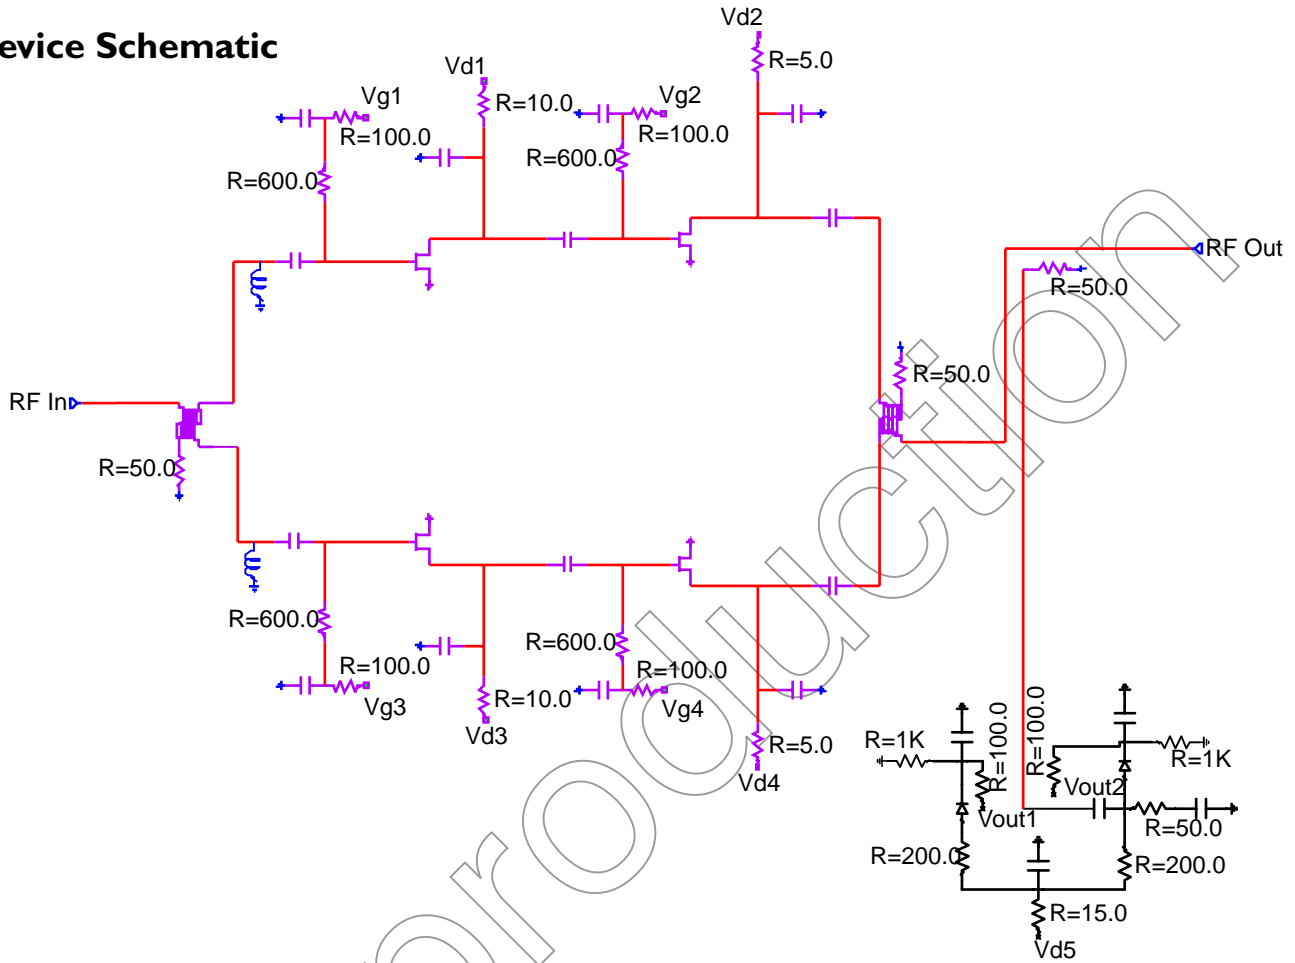 evice Schematic
Vd2
R=5.0
Vd1
R=10.0
Vg1
R=100.0
Vg2
R=100.0
R=600.0
R=600.0
RF Out
R=50.0
R=50.0
RF In
R=50.0
R=600.0
R=100.0
Vg3
R=10.0
Vd3
R=600.0
R=100.0
Vg4
R=5.0
Vd4
R=1K
R=100.0
Vout1
R=100.0
Vout2
R=1K
R=50.0
R=200.0
R=200.0
R=15.0
Vd5
production